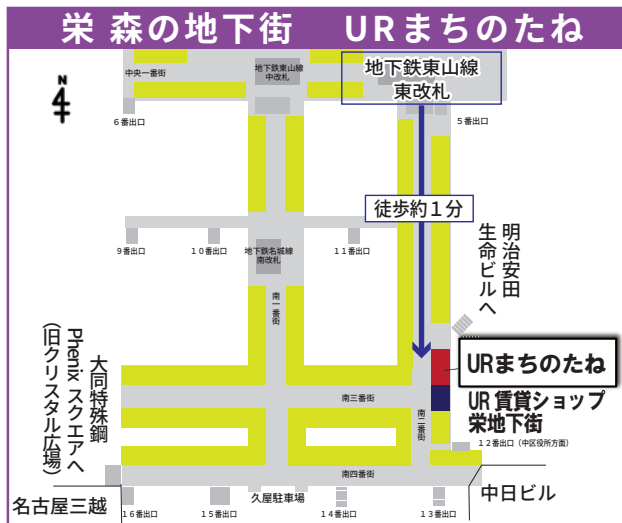 栄 森の地下街 URまちのたね
N
中央一番街
地下鉄東山線
中改札
地下鉄東山線
東改札
6番出口
5番出口
徒歩約1分
9番出口
10番出口
地下鉄名城線
南改札
11番出口
明治安田
生命ビルへ
南一番街
大同特殊鋼
Phenix スクエアへ
(旧クリスタル広場)
URまちのたね
UR 賃貸ショップ
栄地下街
南三番街
南二番街
12番出口(中区役所方面)
南四番街
名古屋三越
16番出口
15番出口
久屋駐車場
14番出口
13番出口
中日ビル